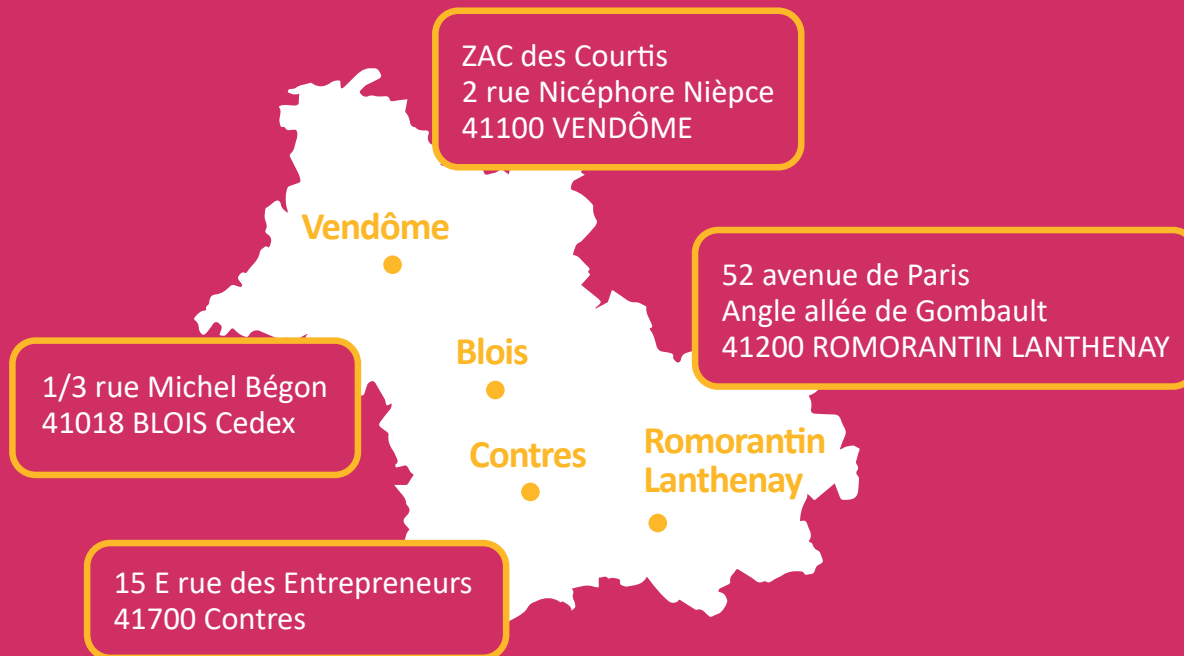 ZAC des Courtis
2 rue Nicéphore Nièpce
41100 VENDÔME
Vendôme
52 avenue de Paris
Angle allée de Gombault
41200 ROMORANTIN LANTHENAY
Blois
1/3 rue Michel Bégon
41018 BLOIS Cedex
Contres
Romorantin
Lanthenay
15 E rue des Entrepreneurs
41700 Contres